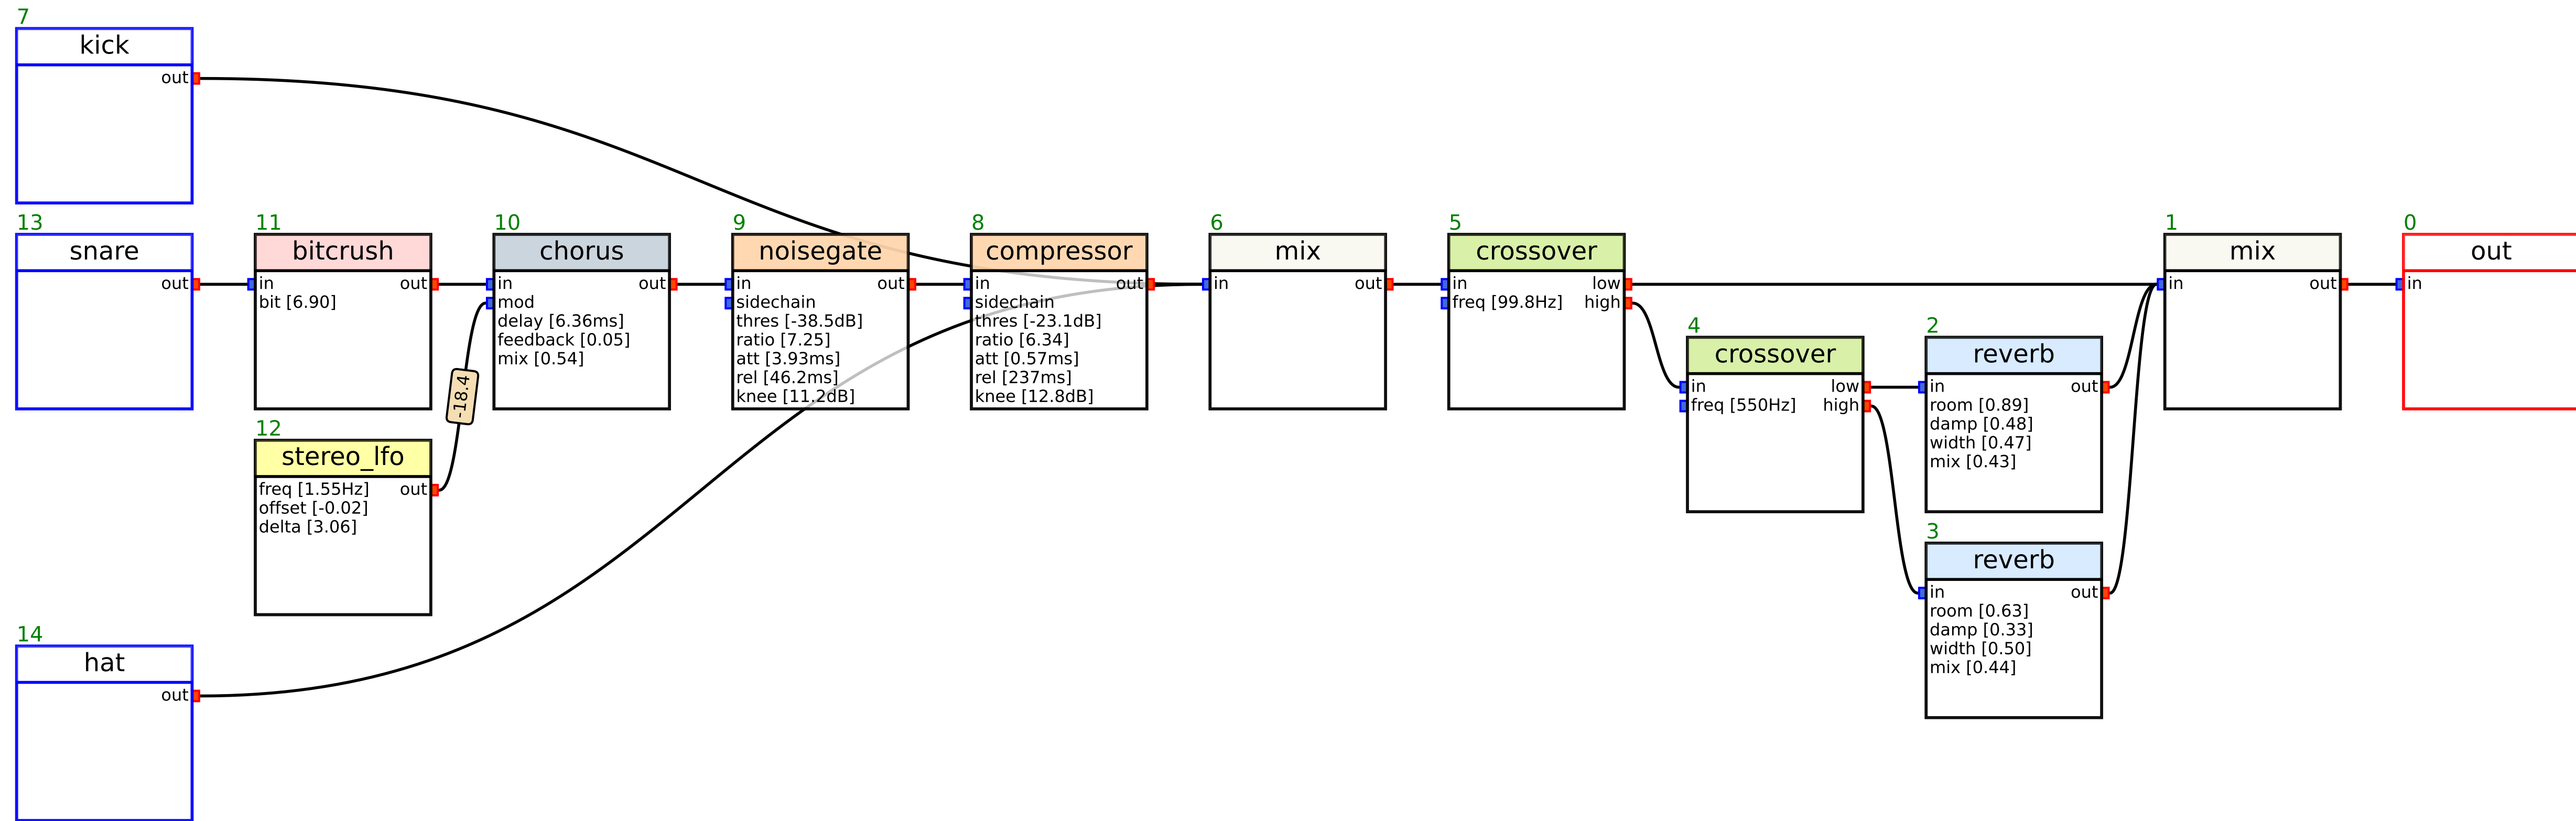 7
kick
out
13
snare
out
11
bitcrush
in out
bit [6.90]
10
chorus
in out
mod
delay [6.36ms]
feedback [0.05]
mix [0.54]
9
noisegate
in out
sidechain
thres [-38.5dB]
ratio [7.25]
att [3.93ms]
rel [46.2ms]
knee [11.2dB]
8
compressor
in out
sidechain
thres [-23.1dB]
ratio [6.34]
att [0.57ms]
rel [237ms]
knee [12.8dB]
6
mix
in out
5
crossover
in low
freq [99.8Hz] high
4
crossover
in low
freq [550Hz] high
2
reverb
in out
room [0.89]
damp [0.48]
width [0.47]
mix [0.43]
3
reverb
in out
room [0.63]
damp [0.33]
width [0.50]
mix [0.44]
1
mix
in out
0
out
in
-18.4
12
stereo_lfo
freq [1.55Hz] out
offset [-0.02]
delta [3.06]
14
hat
out